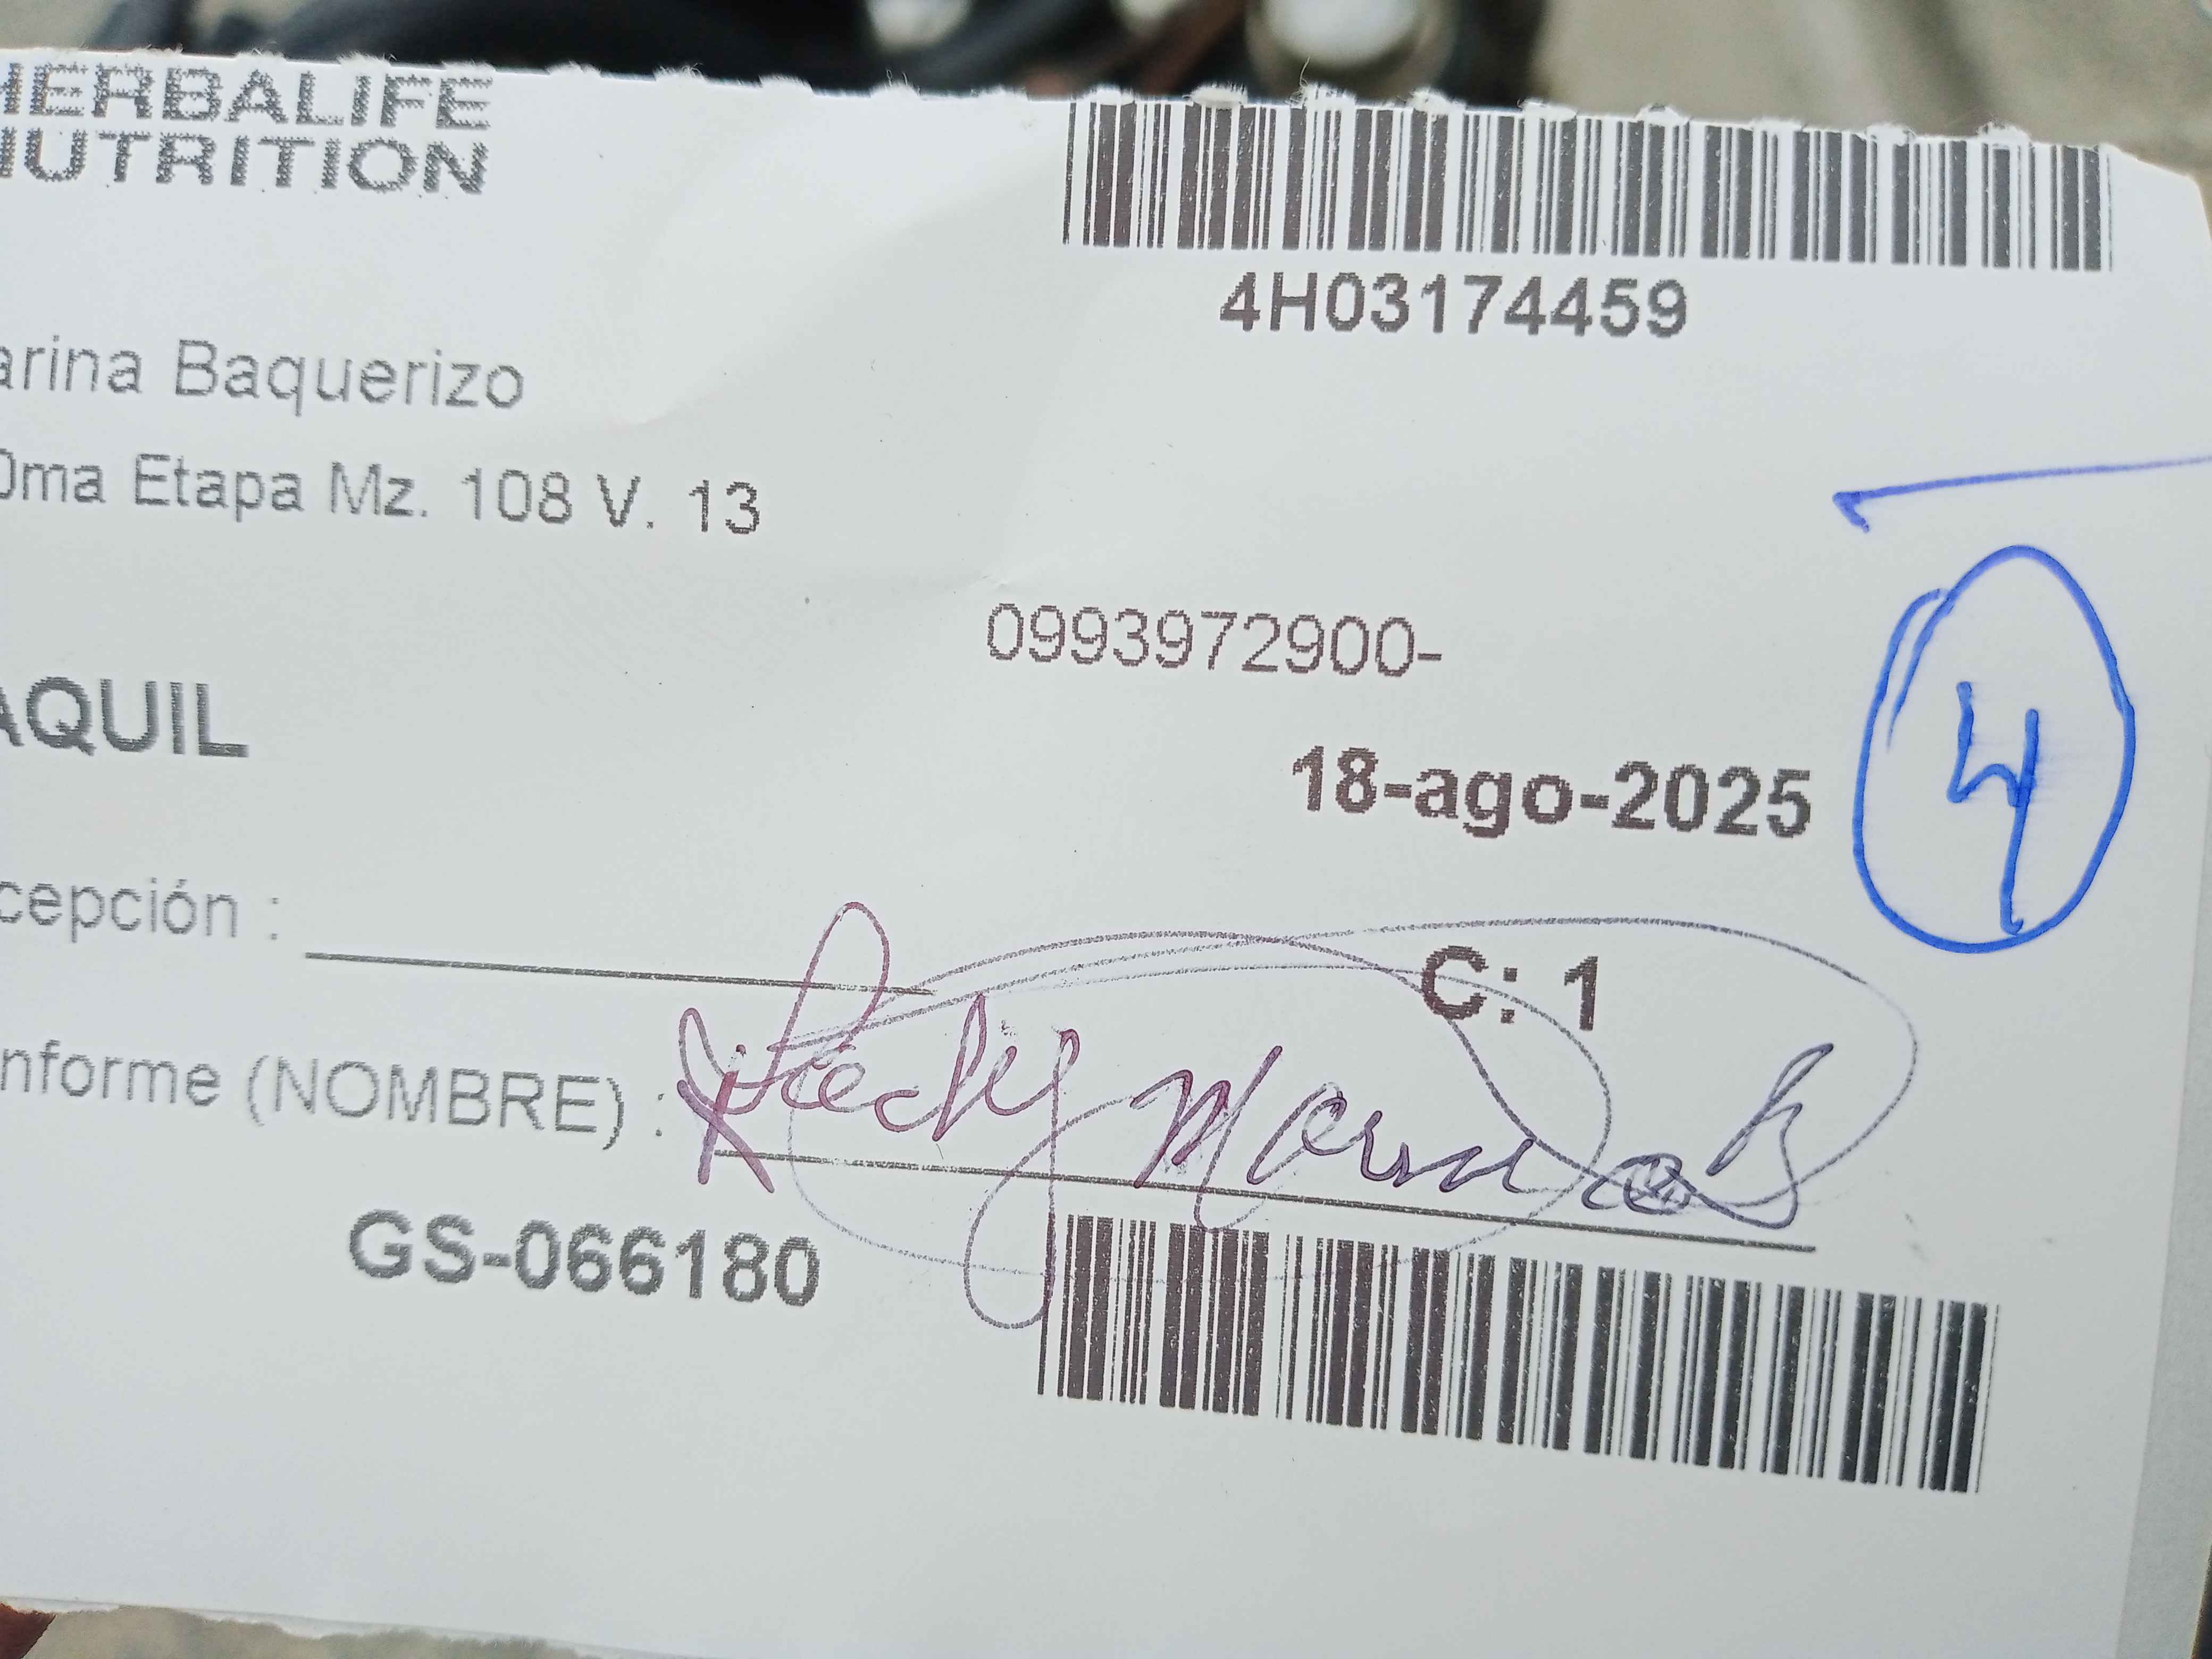 HERBALIFE
NUTRITION
4H03174459
arina Baquerizo
0ma Etapa Mz. 108 V. 13
0993972900-
AQUIL
18-ago-2025
4
cepción :
C: 1
nforme (NOMBRE) :
GS-066180